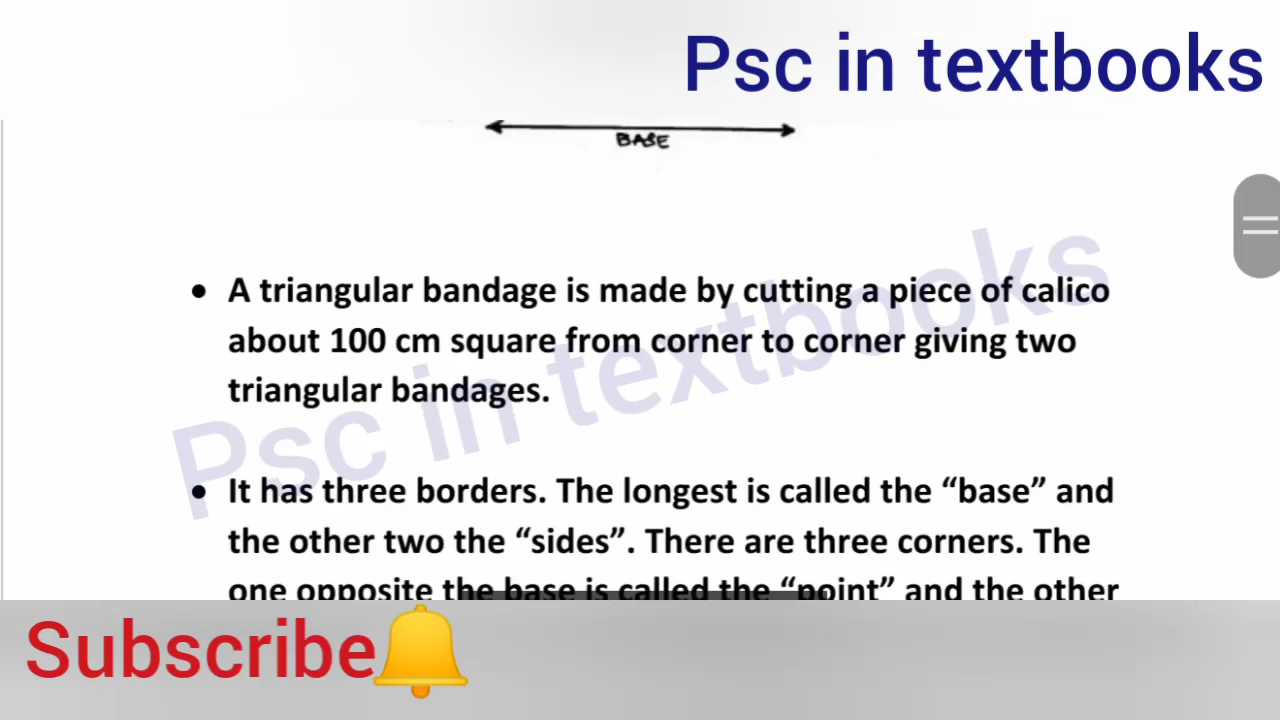 Psc in textbooks
BASE
• A triangular bandage is made by cutting a piece of calico
about 100 cm square from corner to corner giving two
triangular bandages.
• It has three borders. The longest is called the “base” and
the other two the “sides”. There are three corners. The
one opposite the base is called the “point” and the other
Psc in textbooks
Subscribe